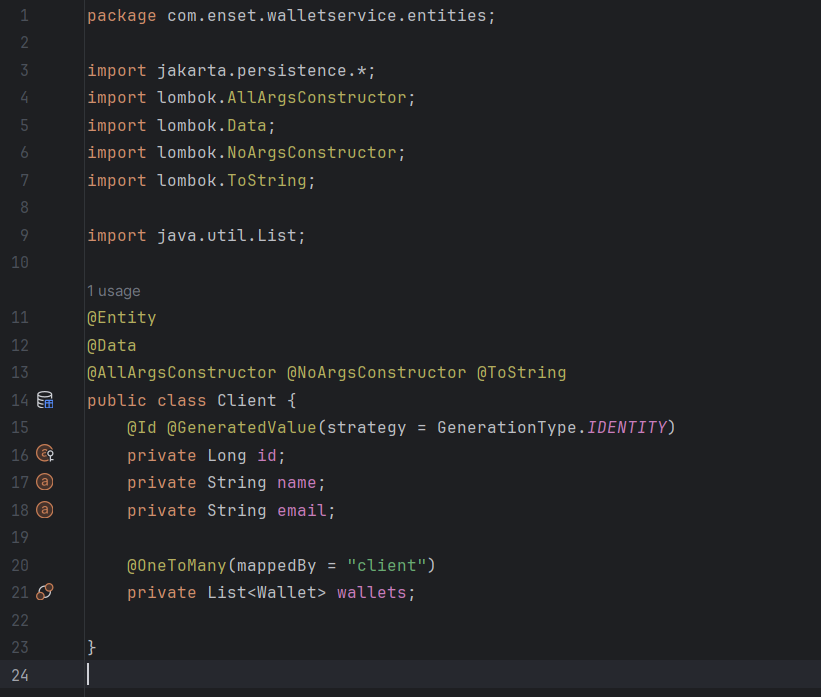 1 package com.enset.walletservice.entities;
2
3 import jakarta.persistence.*;
4 import lombok.AllArgsConstructor;
5 import lombok.Data;
6 import lombok.NoArgsConstructor;
7 import lombok.ToString;
8
9 import java.util.List;
10
1 usage
11 @Entity
12 @Data
13 @AllArgsConstructor @NoArgsConstructor @ToString
14 public class Client {
15     @Id @GeneratedValue(strategy = GenerationType.IDENTITY)
16     private Long id;
17     private String name;
18     private String email;
19
20     @OneToMany(mappedBy = "client")
21     private List<Wallet> wallets;
22
23 }
24